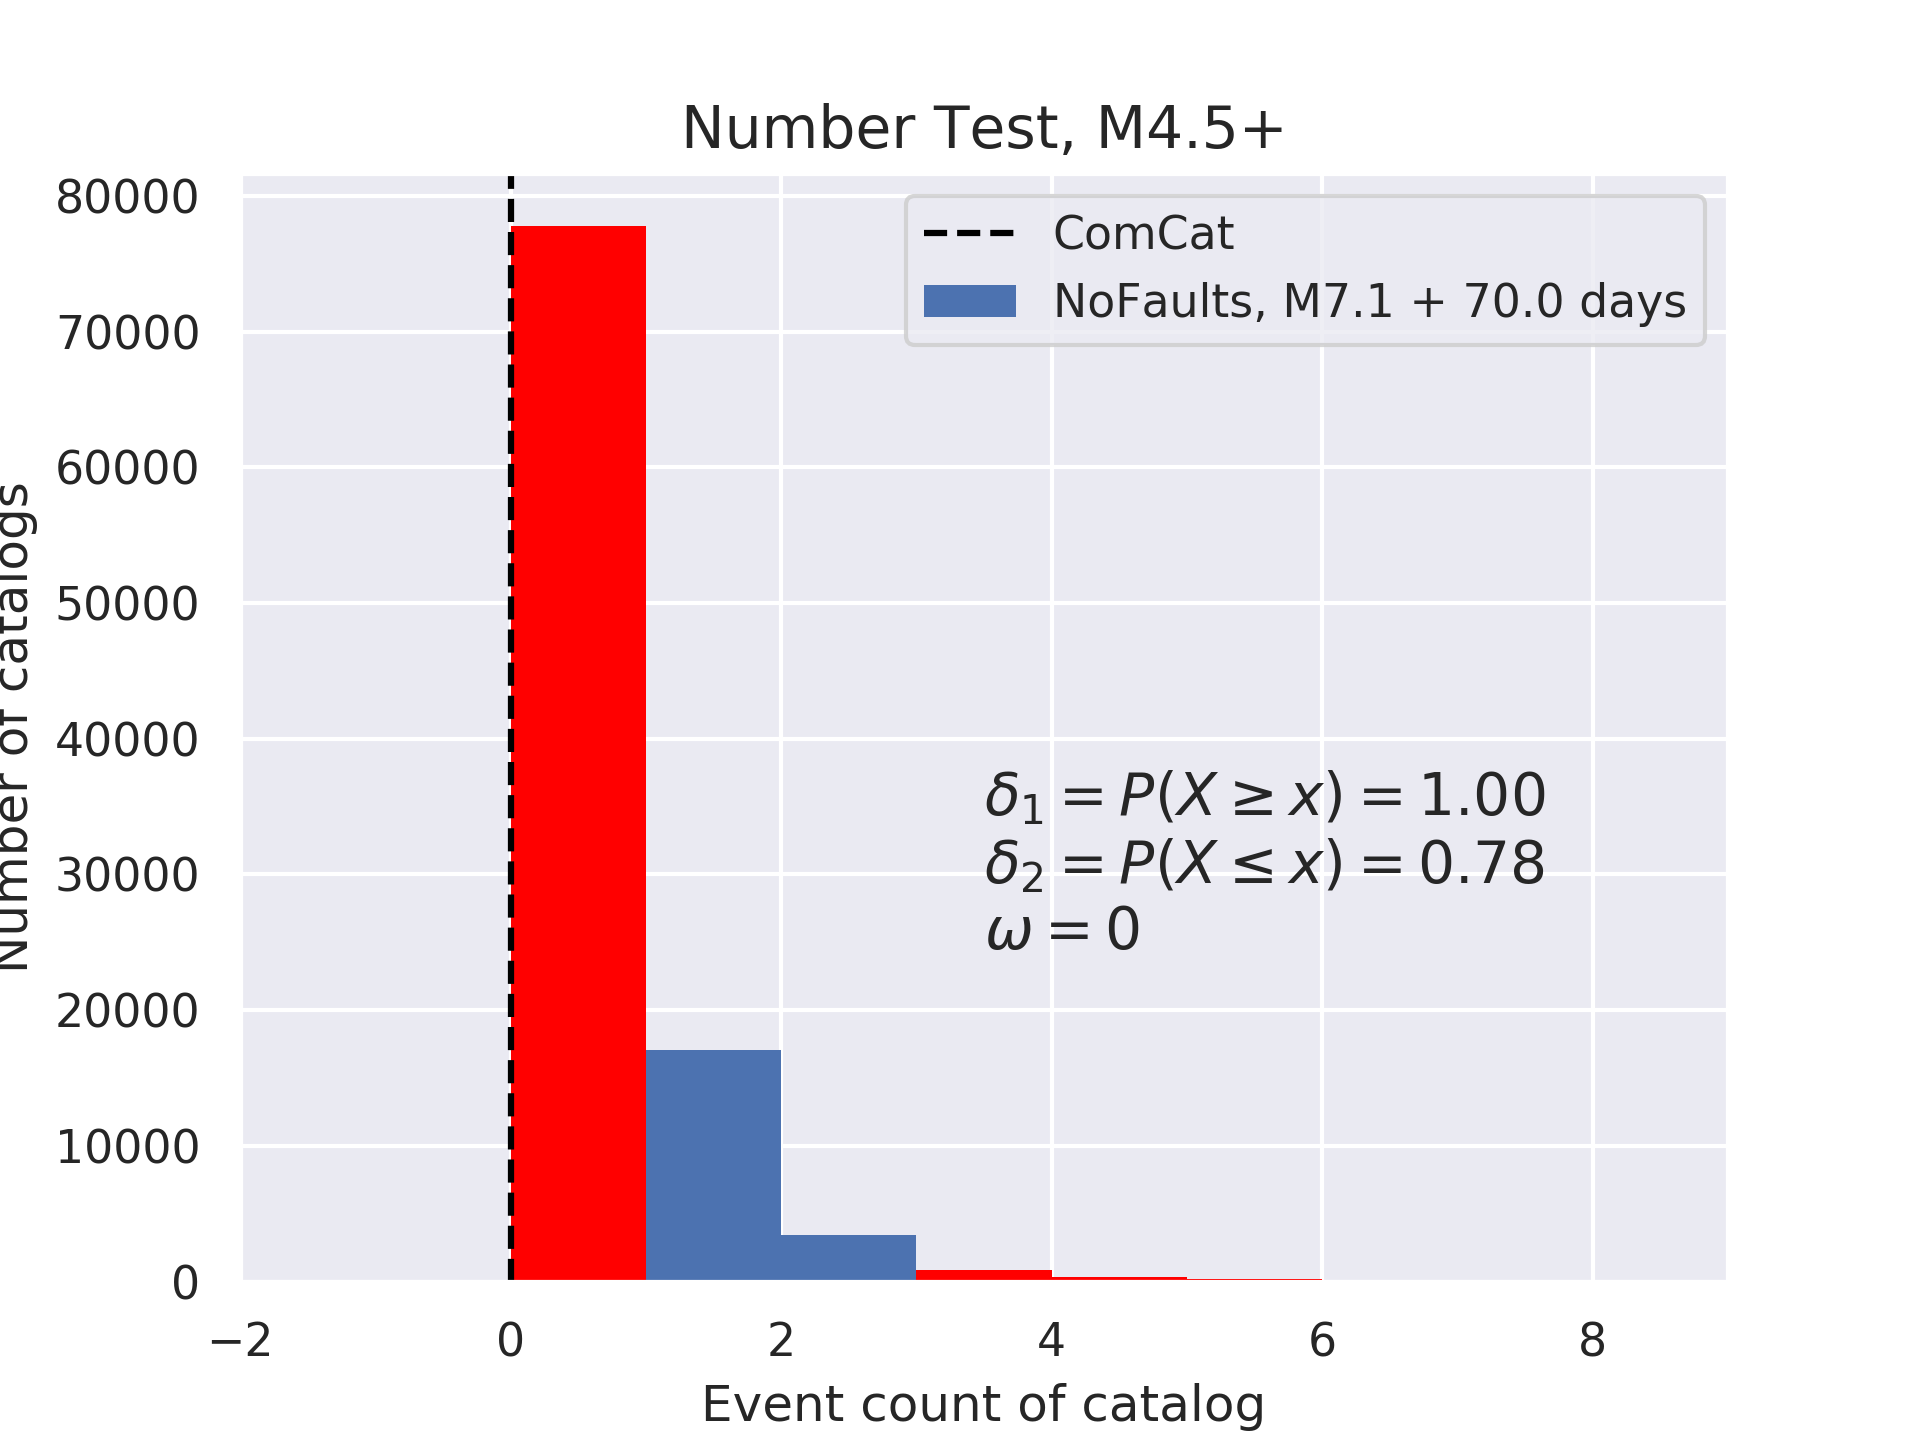 Number Test, M4.5+
ComCat
NoFaults, M7.1 + 70.0 days
80000
70000
60000
50000
40000
30000
20000
10000
0
Number of catalogs
δ₁ = P(X ≥ x) = 1.00
δ₂ = P(X ≤ x) = 0.78
ω = 0
−2 0 2 4 6 8
Event count of catalog